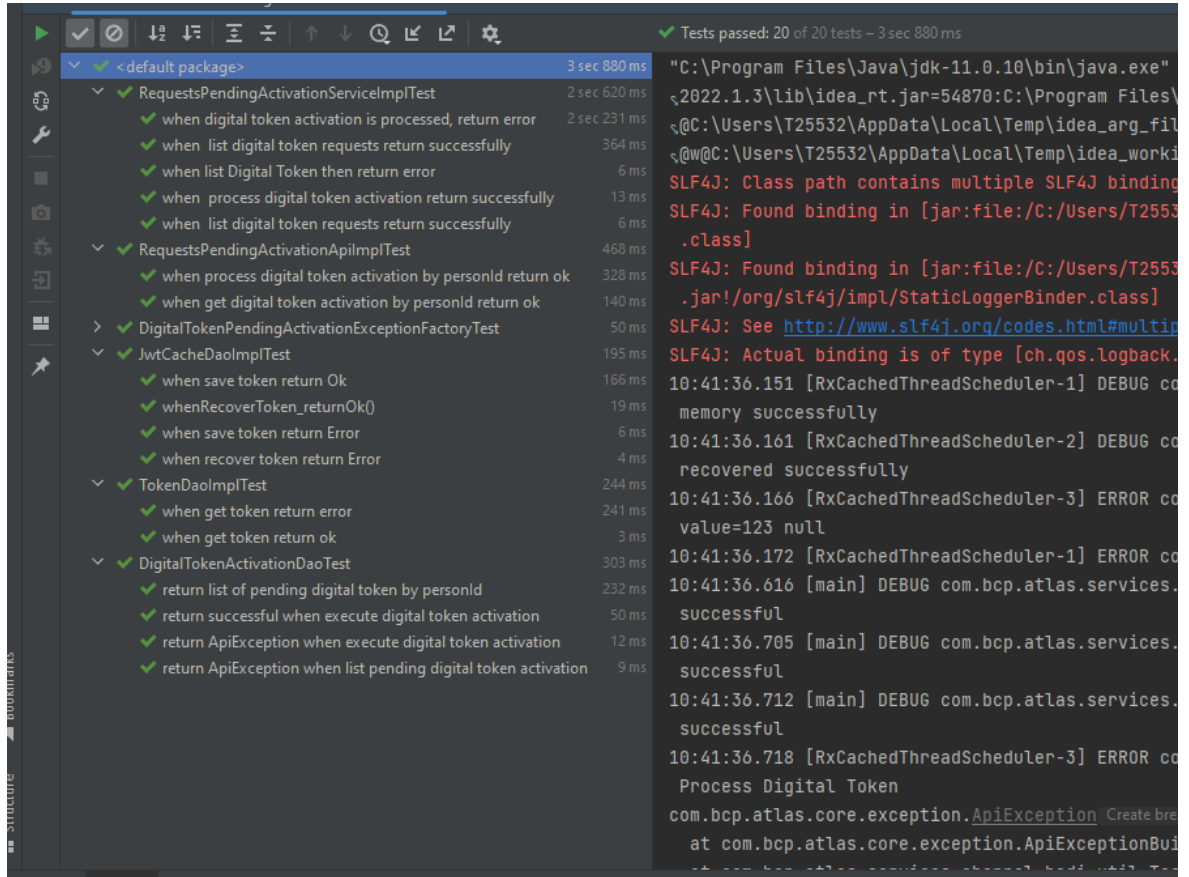 Tests passed: 20 of 20 tests – 3 sec 880 ms
<default package> 3 sec 880 ms
RequestsPendingActivationServiceImplTest 2 sec 620 ms
when digital token activation is processed, return error 2 sec 231 ms
when list digital token requests return successfully 364 ms
when list Digital Token then return error 6 ms
when process digital token activation return successfully 13 ms
when list digital token requests return successfully 6 ms
RequestsPendingActivationApiImplTest 468 ms
when process digital token activation by personId return ok 328 ms
when get digital token activation by personId return ok 140 ms
DigitalTokenPendingActivationExceptionFactoryTest 50 ms
JwtCacheDaoImplTest 195 ms
when save token return Ok 166 ms
whenRecoverToken_returnOk() 19 ms
when save token return Error 6 ms
when recover token return Error 4 ms
TokenDaoImplTest 244 ms
when get token return error 241 ms
when get token return ok 3 ms
DigitalTokenActivationDaoTest 303 ms
return list of pending digital token by personId 232 ms
return successful when execute digital token activation 50 ms
return ApiException when execute digital token activation 12 ms
return ApiException when list pending digital token activation 9 ms
"C:\Program Files\Java\jdk-11.0.10\bin\java.exe"
2022.1.3\lib\idea_rt.jar=54870:C:\Program Files\
@C:\Users\T25532\AppData\Local\Temp\idea_arg_fil
@w@C:\Users\T25532\AppData\Local\Temp\idea_worki
SLF4J: Class path contains multiple SLF4J binding
SLF4J: Found binding in [jar:file:/C:/Users/T2553
.class]
SLF4J: Found binding in [jar:file:/C:/Users/T2553
.jar!/org/slf4j/impl/StaticLoggerBinder.class]
SLF4J: See http://www.slf4j.org/codes.html#multip
SLF4J: Actual binding is of type [ch.qos.logback.
10:41:36.151 [RxCachedThreadScheduler-1] DEBUG co
memory successfully
10:41:36.161 [RxCachedThreadScheduler-2] DEBUG co
recovered successfully
10:41:36.166 [RxCachedThreadScheduler-3] ERROR co
value=123 null
10:41:36.172 [RxCachedThreadScheduler-1] ERROR co
10:41:36.616 [main] DEBUG com.bcp.atlas.services.
successful
10:41:36.705 [main] DEBUG com.bcp.atlas.services.
successful
10:41:36.712 [main] DEBUG com.bcp.atlas.services.
successful
10:41:36.718 [RxCachedThreadScheduler-3] ERROR co
Process Digital Token
com.bcp.atlas.core.exception.ApiException Create bre
at com.bcp.atlas.core.exception.ApiExceptionBui
Bookmarks
Structure